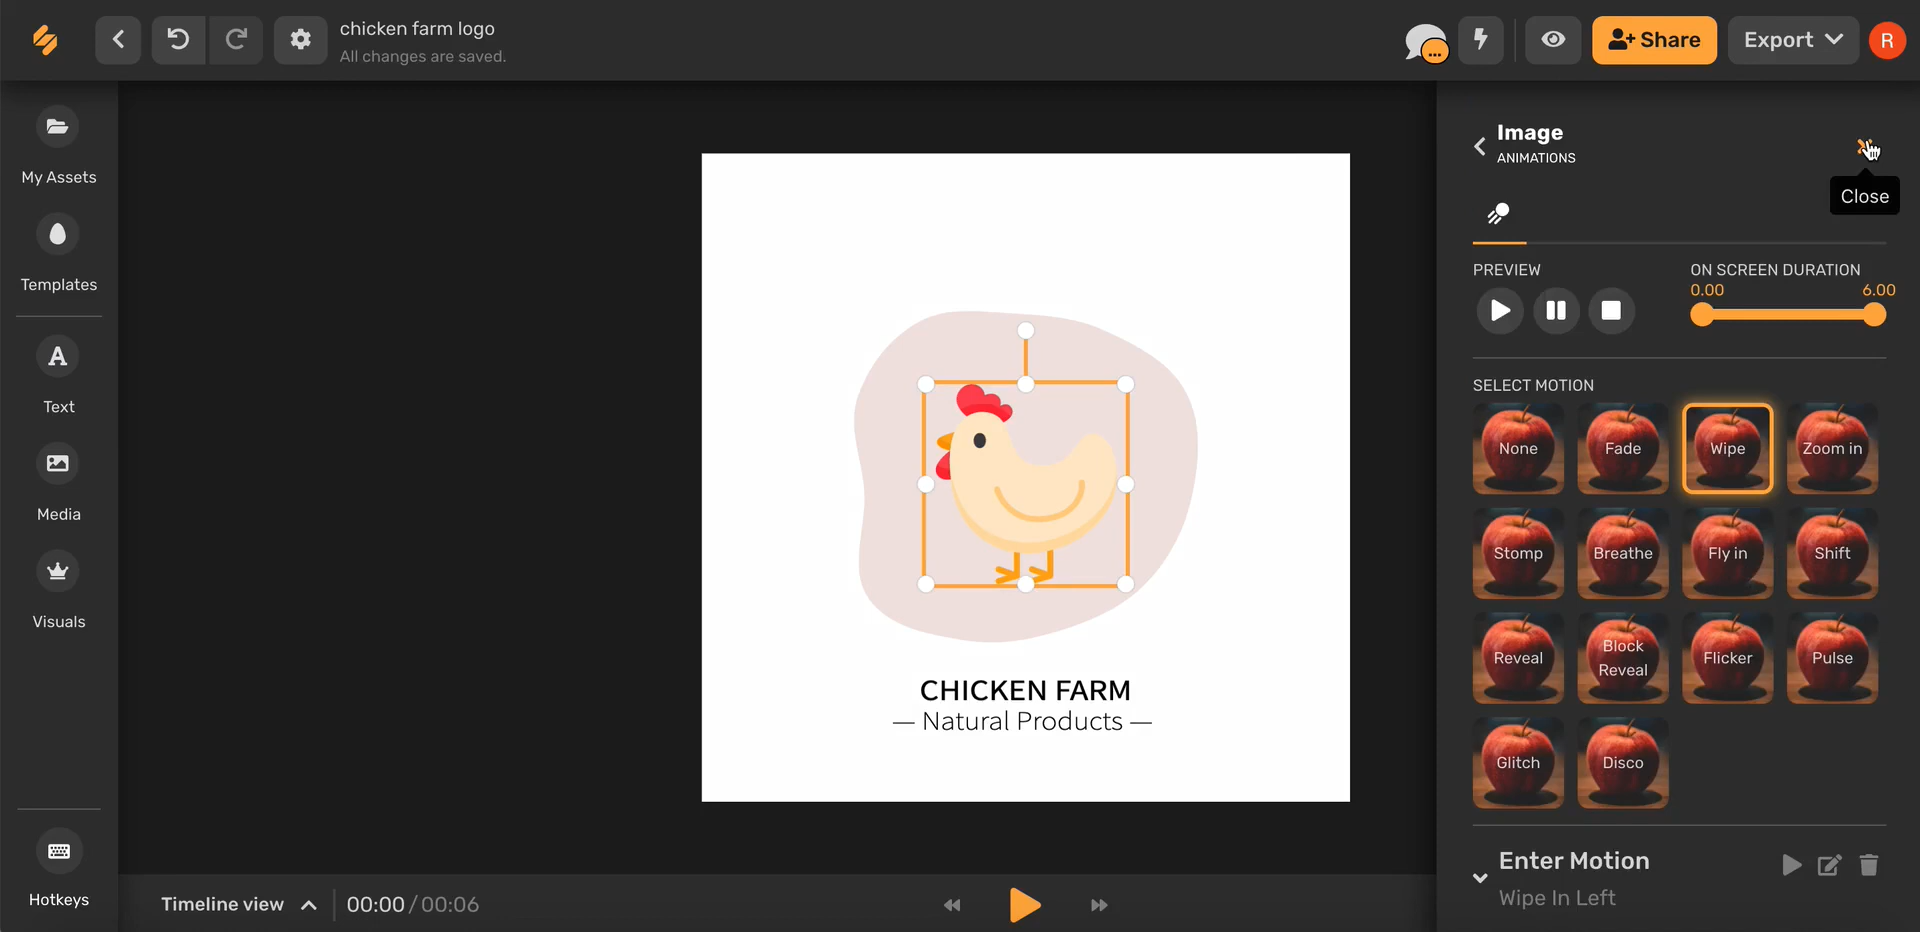 chicken farm logo
All changes are saved.
Share
Export
R
My Assets
Templates
Text
Media
Visuals
Hotkeys
CHICKEN FARM
— Natural Products —
Timeline view
00:00 / 00:06
Image
ANIMATIONS
Close
PREVIEW
ON SCREEN DURATION
0.00 6.00
SELECT MOTION
None Fade Wipe Zoom in
Stomp Breathe Fly in Shift
Reveal Block Reveal Flicker Pulse
Glitch Disco
Enter Motion
Wipe In Left